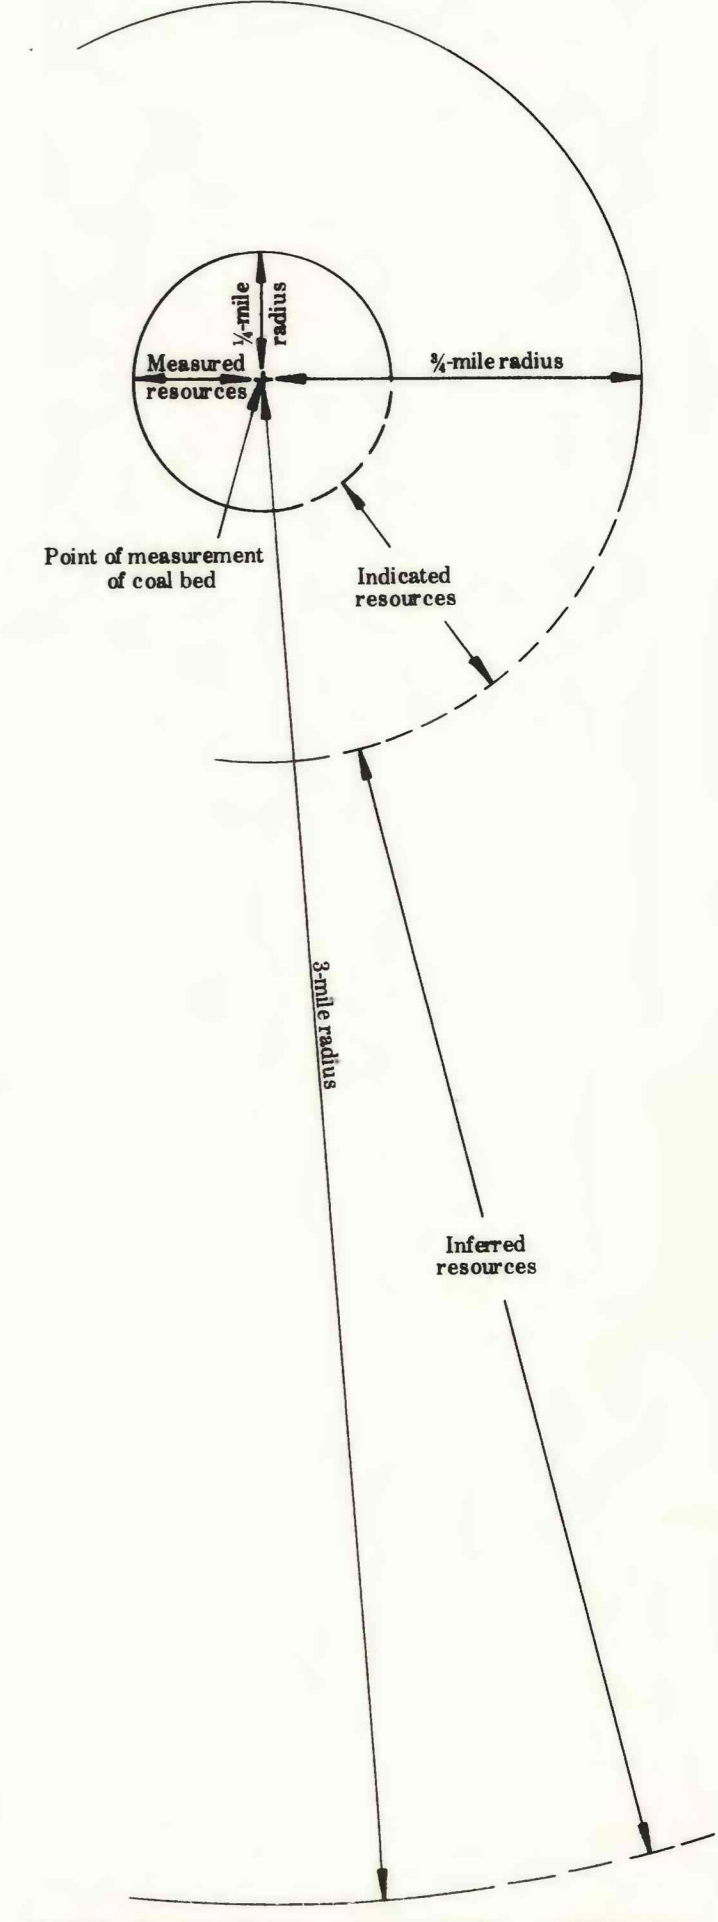 ¼-mile
radius
Measured
resources
¾-mile radius
Point of measurement
of coal bed
Indicated
resources
3-mile radius
Inferred
resources